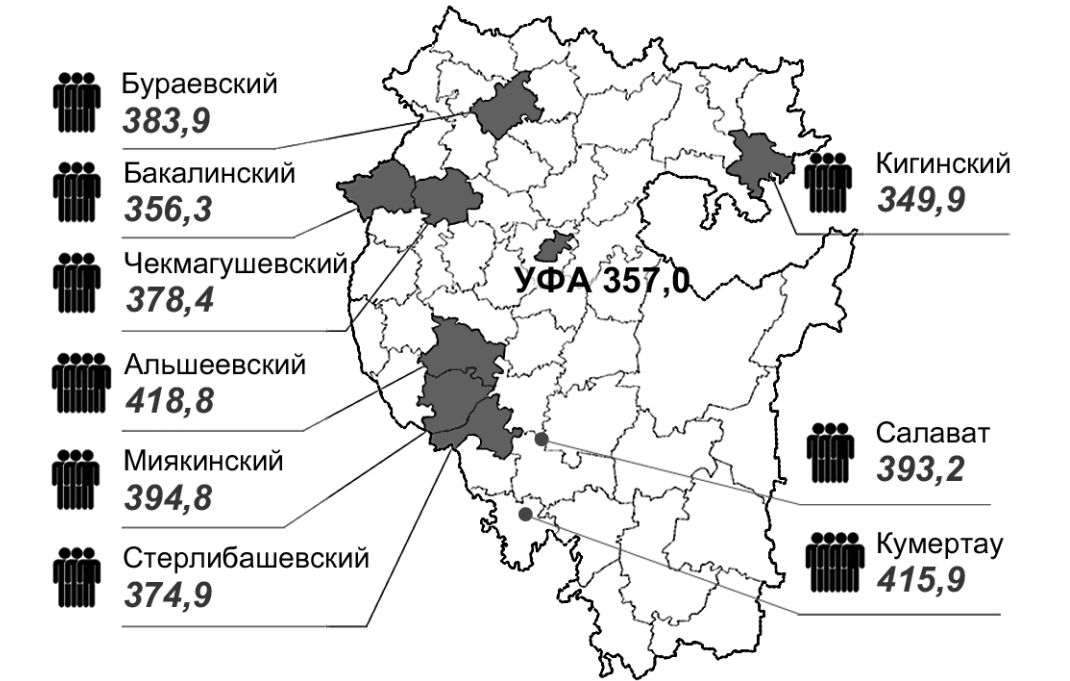 Бураевский
383,9
Бакалинский
356,3
Чекмагушевский
378,4
Альшеевский
418,8
Миякинский
394,8
Стерлибашевский
374,9
УФА 357,0
Кигинский
349,9
Салават
393,2
Кумертау
415,9